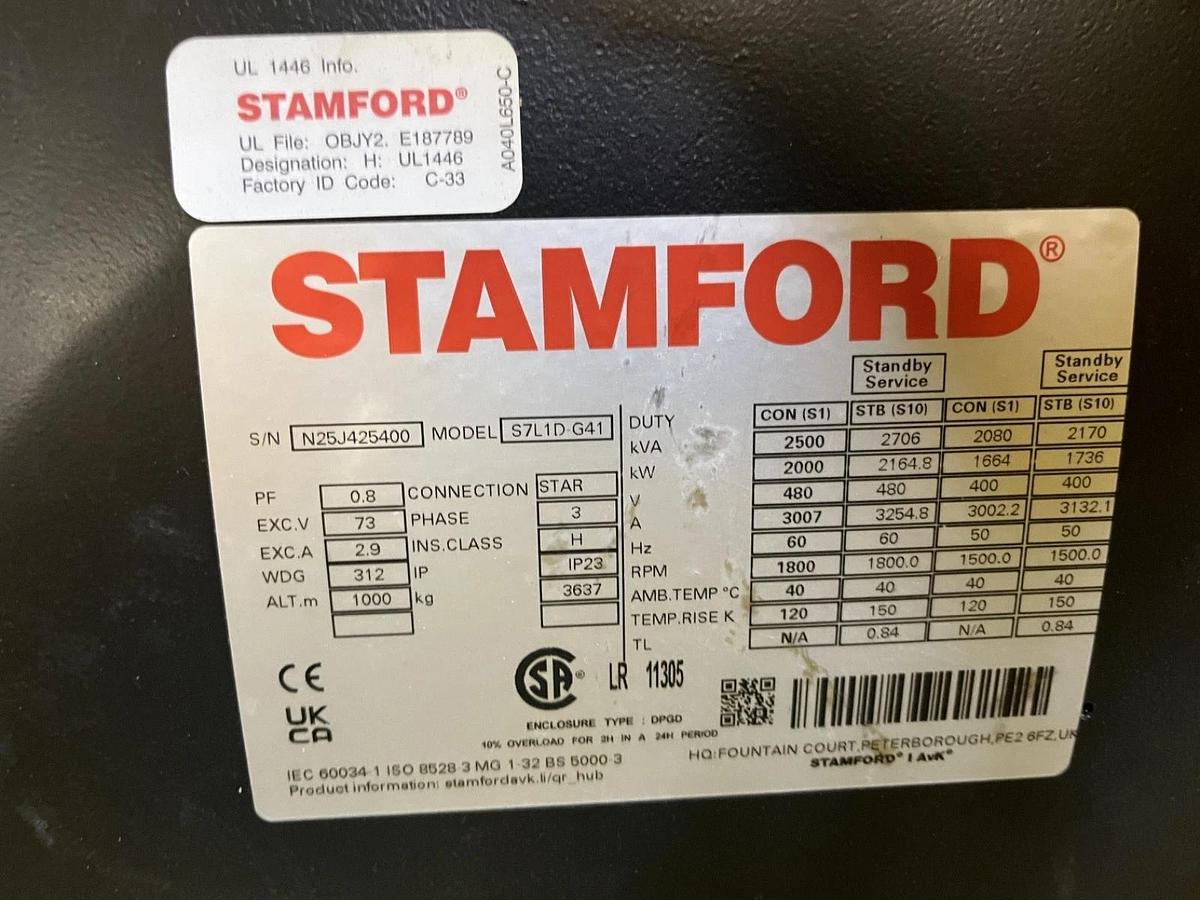 UL 1446 Info.
STAMFORD®
UL File: OBJY2. E187789
Designation: H: UL1446
Factory ID Code: C-33
A040L650-C
STAMFORD®
Standby Service Standby Service
S/N N25J425400 MODEL S7L1D-G41
PF 0.8 CONNECTION STAR
EXC.V 73 PHASE 3
EXC.A 2.9 INS.CLASS H
WDG 312 IP IP23
ALT.m 1000 kg 3637
DUTY CON (S1) STB (S10) CON (S1) STB (S10)
kVA 2500 2706 2080 2170
kW 2000 2164.8 1664 1736
V 480 480 400 400
A 3007 3254.8 3002.2 3132.1
Hz 60 60 50 50
RPM 1800 1800.0 1500.0 1500.0
AMB.TEMP °C 40 40 40 40
TEMP.RISE K 120 150 120 150
TL N/A 0.84 N/A 0.84
CE
UK
CA
SA® LR 11305
ENCLOSURE TYPE : DPGD
10% OVERLOAD FOR 2H IN A 24H PERIOD
IEC 60034-1 ISO 8528-3 MG 1-32 BS 5000-3
Product information: stamfordavk.li/qr_hub
HQ:FOUNTAIN COURT,PETERBOROUGH,PE2 6FZ,UK
STAMFORD® | AvK®